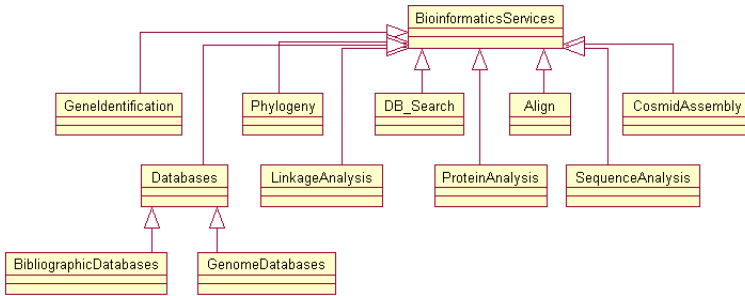 BioinformaticsServices
GeneIdentification
Phylogeny
DB_Search
Align
CosmidAssembly
Databases
LinkageAnalysis
ProteinAnalysis
SequenceAnalysis
BibliographicDatabases
GenomeDatabases